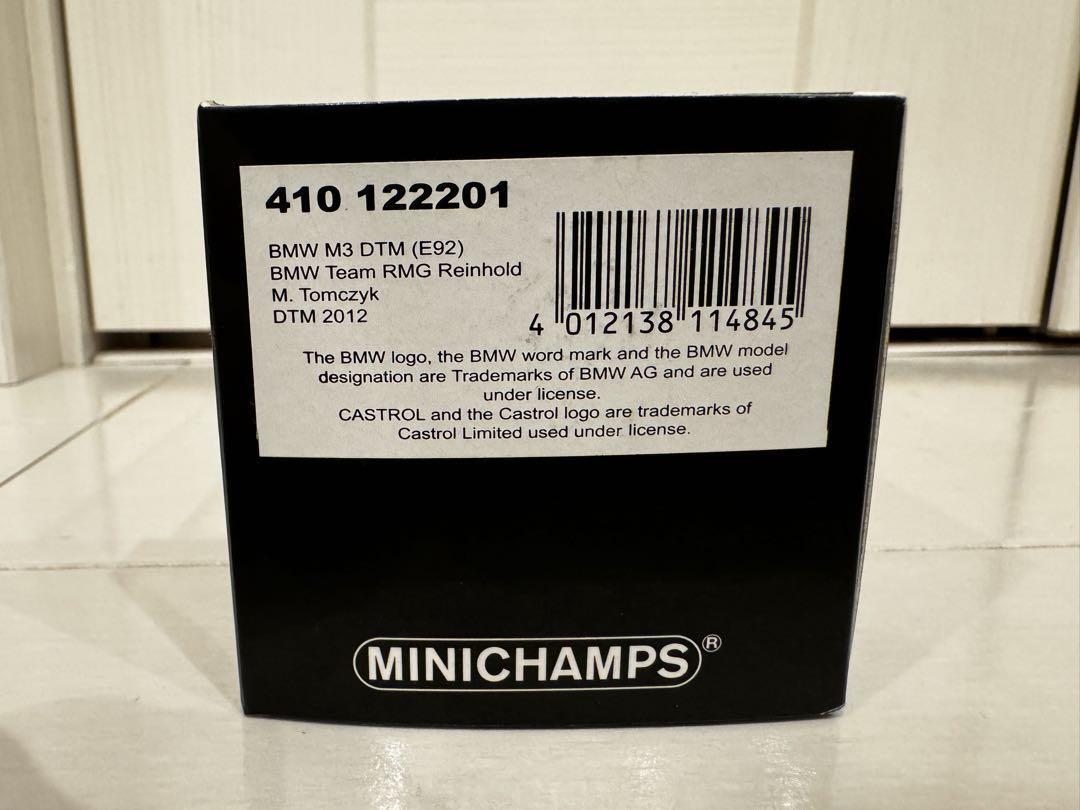 410 122201
BMW M3 DTM (E92)
BMW Team RMG Reinhold
M. Tomczyk
DTM 2012
4 012138 114845
The BMW logo, the BMW word mark and the BMW model
designation are Trademarks of BMW AG and are used
under license.
CASTROL and the Castrol logo are trademarks of
Castrol Limited used under license.
MINICHAMPS®